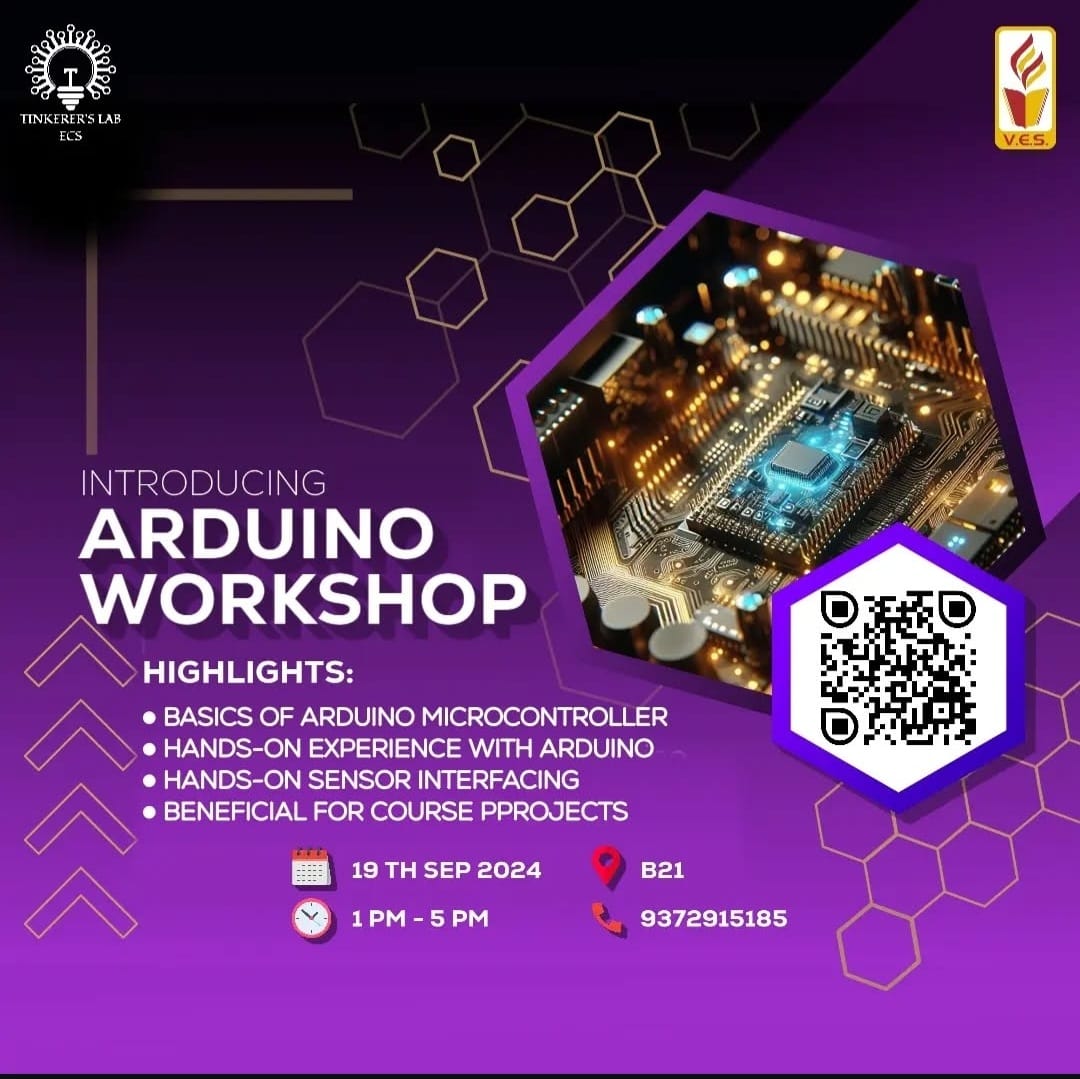 TINKERER'S LAB
ECS
V.E.S.
INTRODUCING
ARDUINO
WORKSHOP
HIGHLIGHTS:
● BASICS OF ARDUINO MICROCONTROLLER
● HANDS-ON EXPERIENCE WITH ARDUINO
● HANDS-ON SENSOR INTERFACING
● BENEFICIAL FOR COURSE PPROJECTS
19 TH SEP 2024
B21
1 PM - 5 PM
9372915185